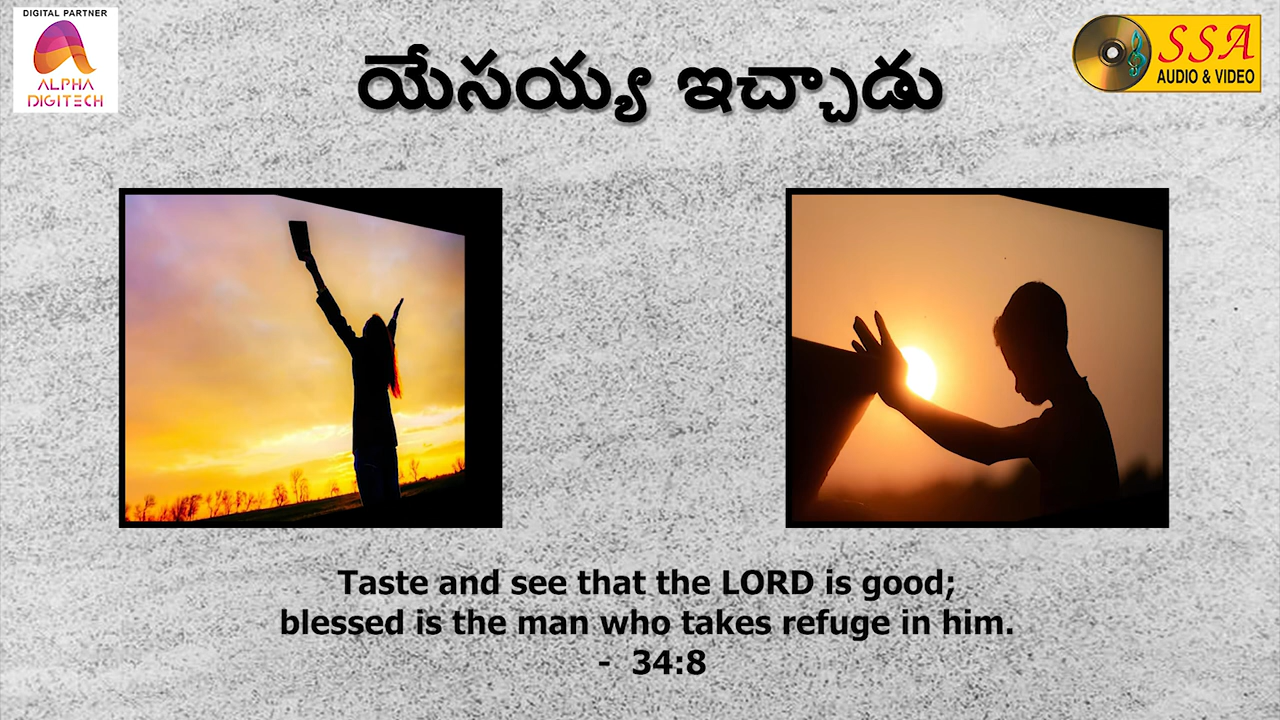 DIGITAL PARTNER
ALPHA
DIGITECH
యేసయ్య ఇచ్చాడు
SSA
AUDIO & VIDEO
Taste and see that the LORD is good;
blessed is the man who takes refuge in him.
- 34:8